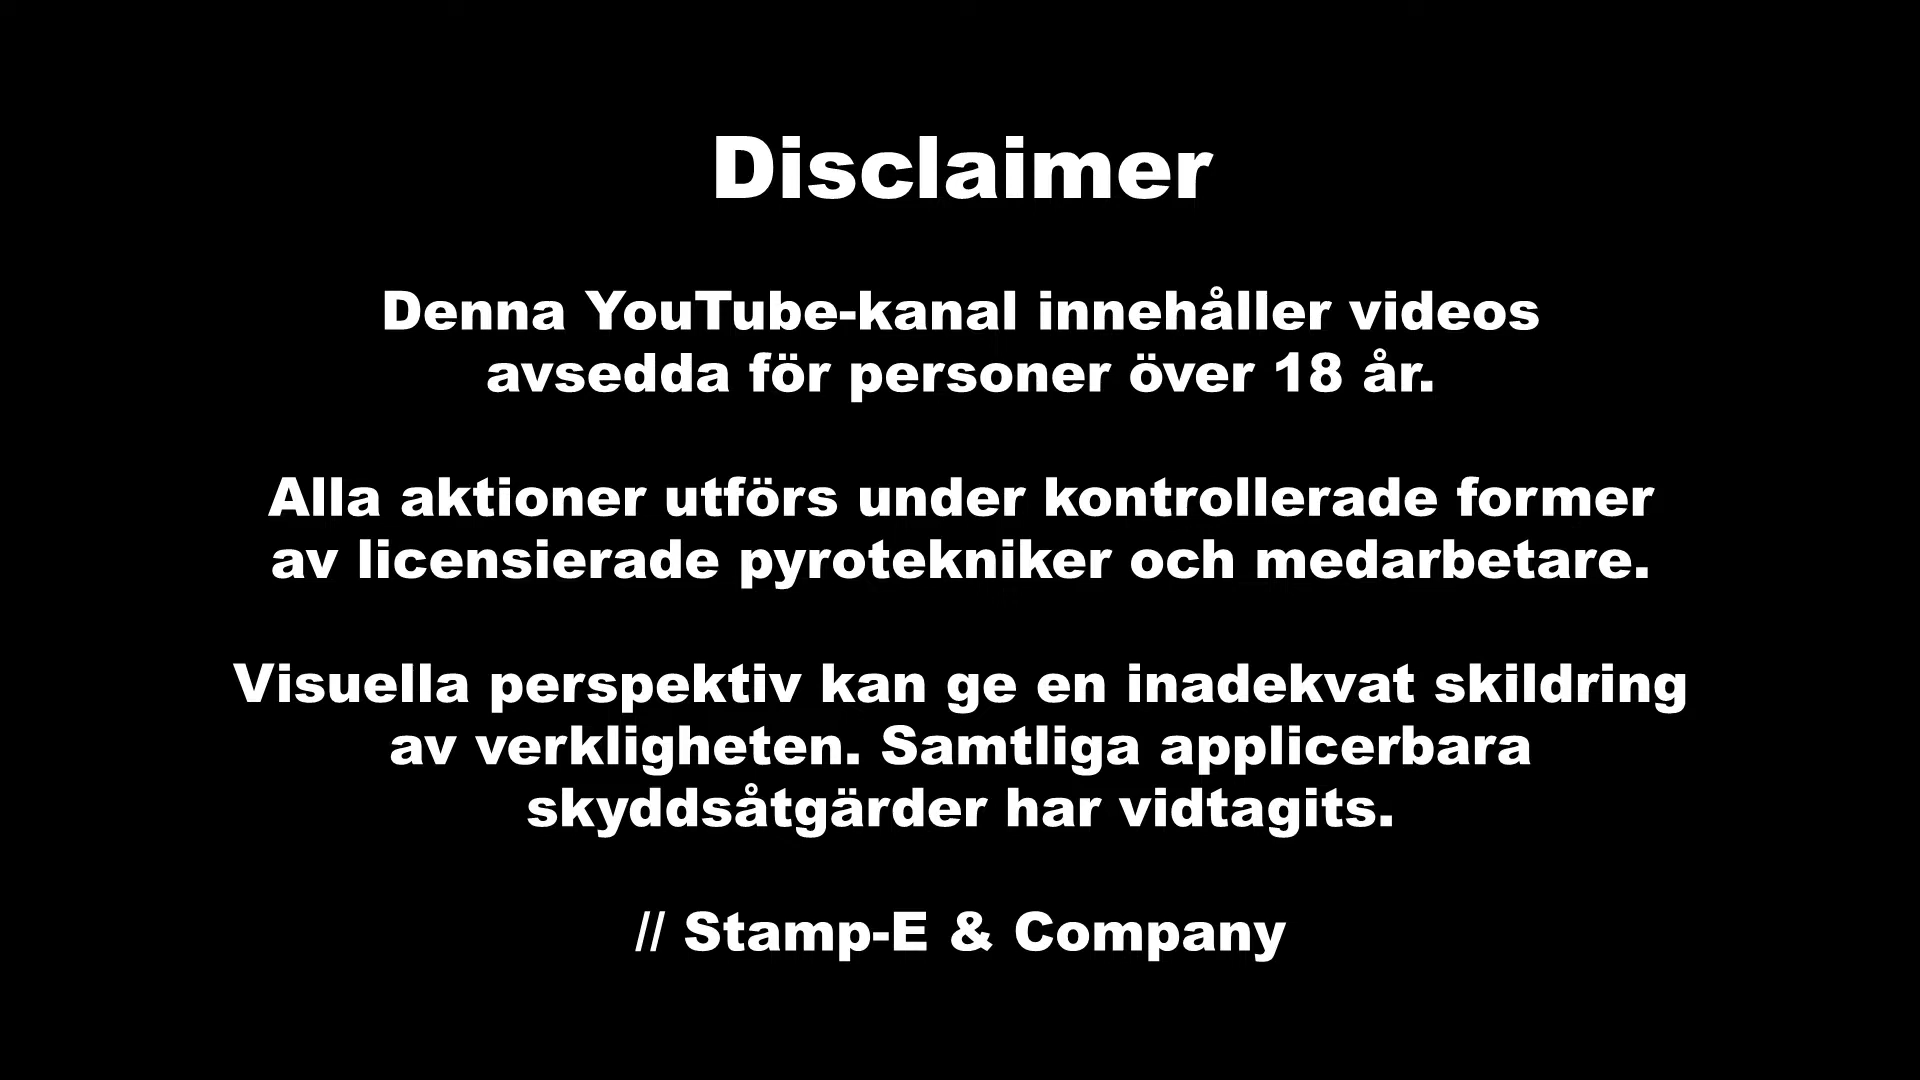 Disclaimer
Denna YouTube-kanal innehåller videos
avsedda för personer över 18 år.
Alla aktioner utförs under kontrollerade former
av licensierade pyrotekniker och medarbetare.
Visuella perspektiv kan ge en inadekvat skildring
av verkligheten. Samtliga applicerbara
skyddsåtgärder har vidtagits.
// Stamp-E & Company